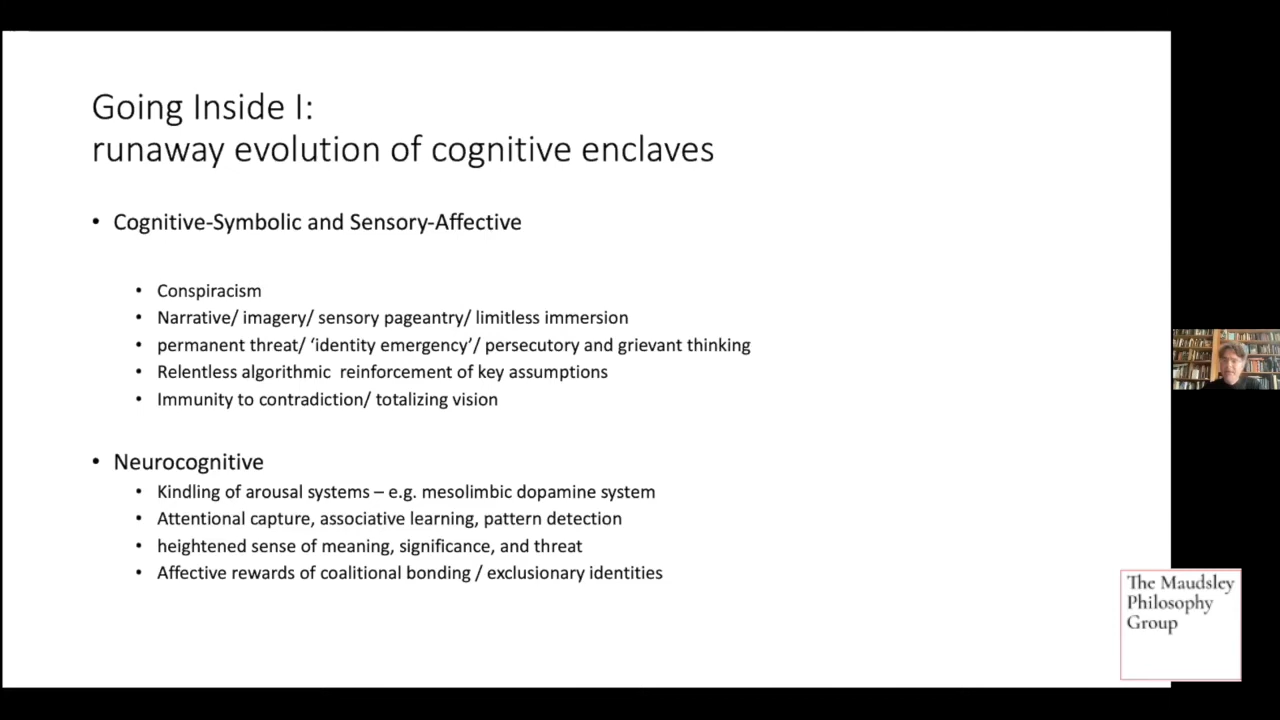 Going Inside I:
runaway evolution of cognitive enclaves
• Cognitive-Symbolic and Sensory-Affective
• Conspiracism
• Narrative/ imagery/ sensory pageantry/ limitless immersion
• permanent threat/ ‘identity emergency’/ persecutory and grievant thinking
• Relentless algorithmic  reinforcement of key assumptions
• Immunity to contradiction/ totalizing vision
• Neurocognitive
• Kindling of arousal systems – e.g. mesolimbic dopamine system
• Attentional capture, associative learning, pattern detection
• heightened sense of meaning, significance, and threat
• Affective rewards of coalitional bonding / exclusionary identities
The Maudsley
Philosophy
Group